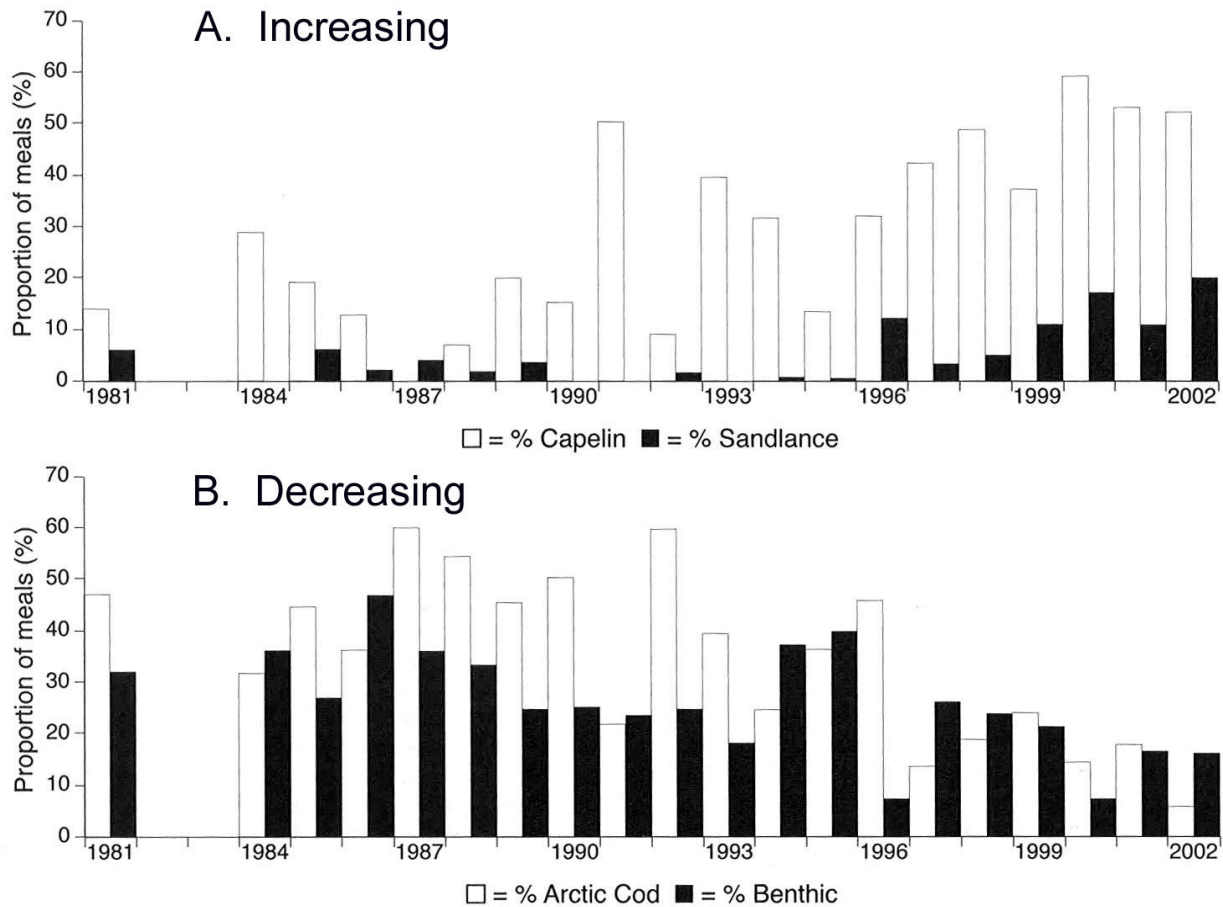 A. Increasing
Proportion of meals (%)
70
60
50
40
30
20
10
0
1981 1984 1987 1990 1993 1996 1999 2002
□ = % Capelin ■ = % Sandlance
B. Decreasing
Proportion of meals (%)
70
60
50
40
30
20
10
0
1981 1984 1987 1990 1993 1996 1999 2002
□ = % Arctic Cod ■ = % Benthic